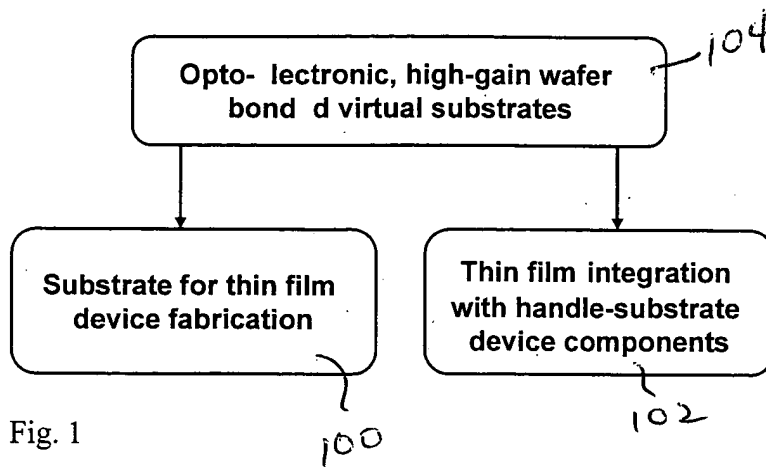 104
Opto- lectronic, high-gain wafer
bond d virtual substrates
Substrate for thin film
device fabrication
Thin film integration
with handle-substrate
device components
100
102
Fig. 1